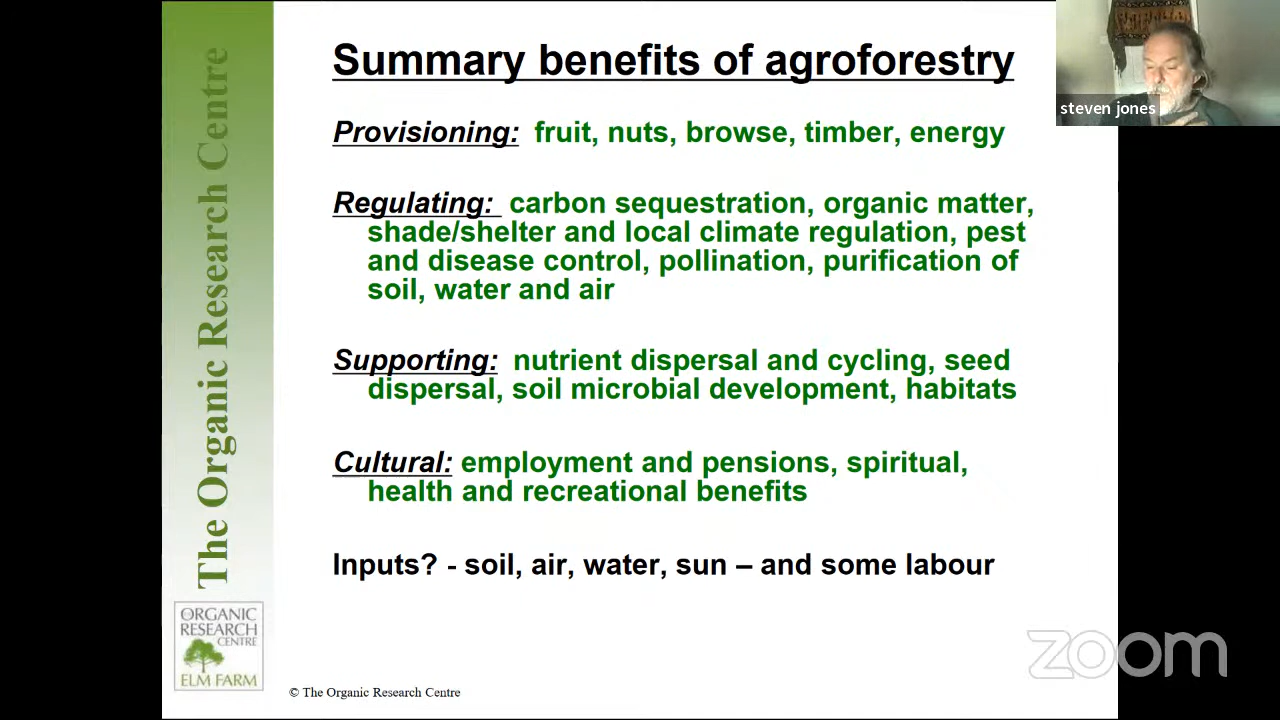 Summary benefits of agroforestry
steven jones
Provisioning: fruit, nuts, browse, timber, energy
Regulating: carbon sequestration, organic matter,
shade/shelter and local climate regulation, pest
and disease control, pollination, purification of
soil, water and air
Supporting: nutrient dispersal and cycling, seed
dispersal, soil microbial development, habitats
Cultural: employment and pensions, spiritual,
health and recreational benefits
Inputs? - soil, air, water, sun – and some labour
The Organic Research Centre
ORGANIC
RESEARCH
CENTRE
ELM FARM
© The Organic Research Centre
zoom